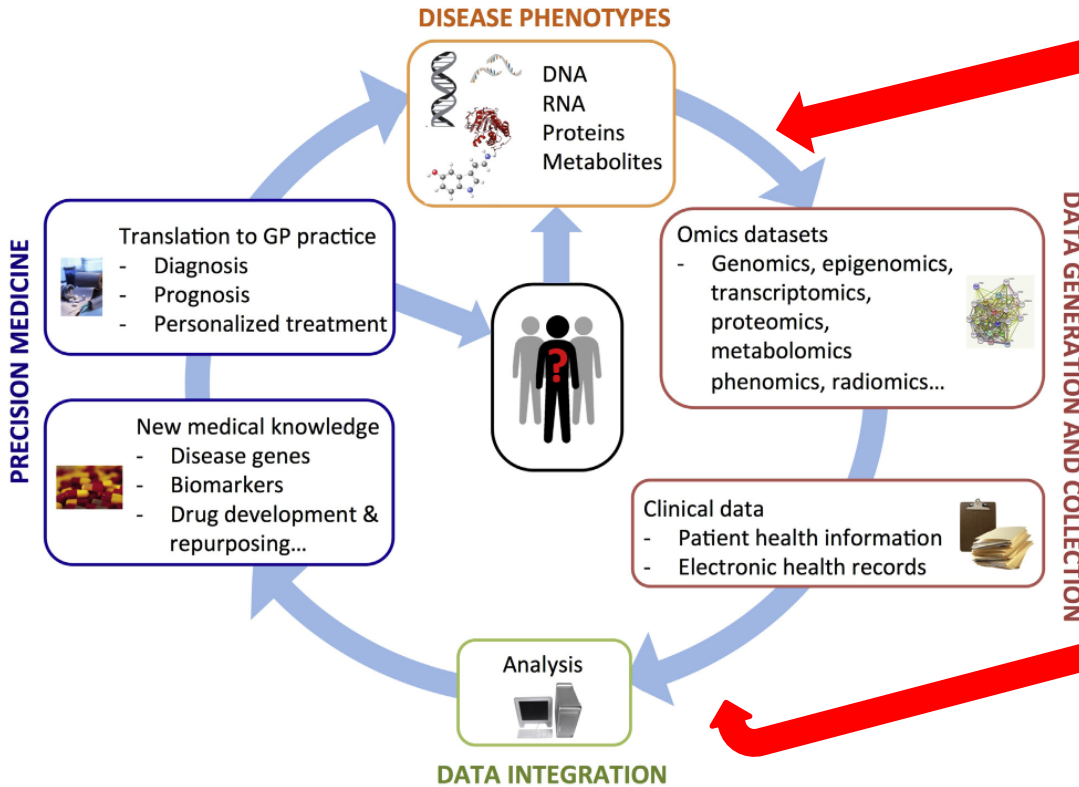 DISEASE PHENOTYPES
DNA
RNA
Proteins
Metabolites
PRECISION MEDICINE
Translation to GP practice
- Diagnosis
- Prognosis
- Personalized treatment
New medical knowledge
- Disease genes
- Biomarkers
- Drug development &
repurposing…
?
Omics datasets
- Genomics, epigenomics,
transcriptomics,
proteomics,
metabolomics
phenomics, radiomics…
Clinical data
- Patient health information
- Electronic health records
DATA GENERATION AND COLLECTION
Analysis
DATA INTEGRATION